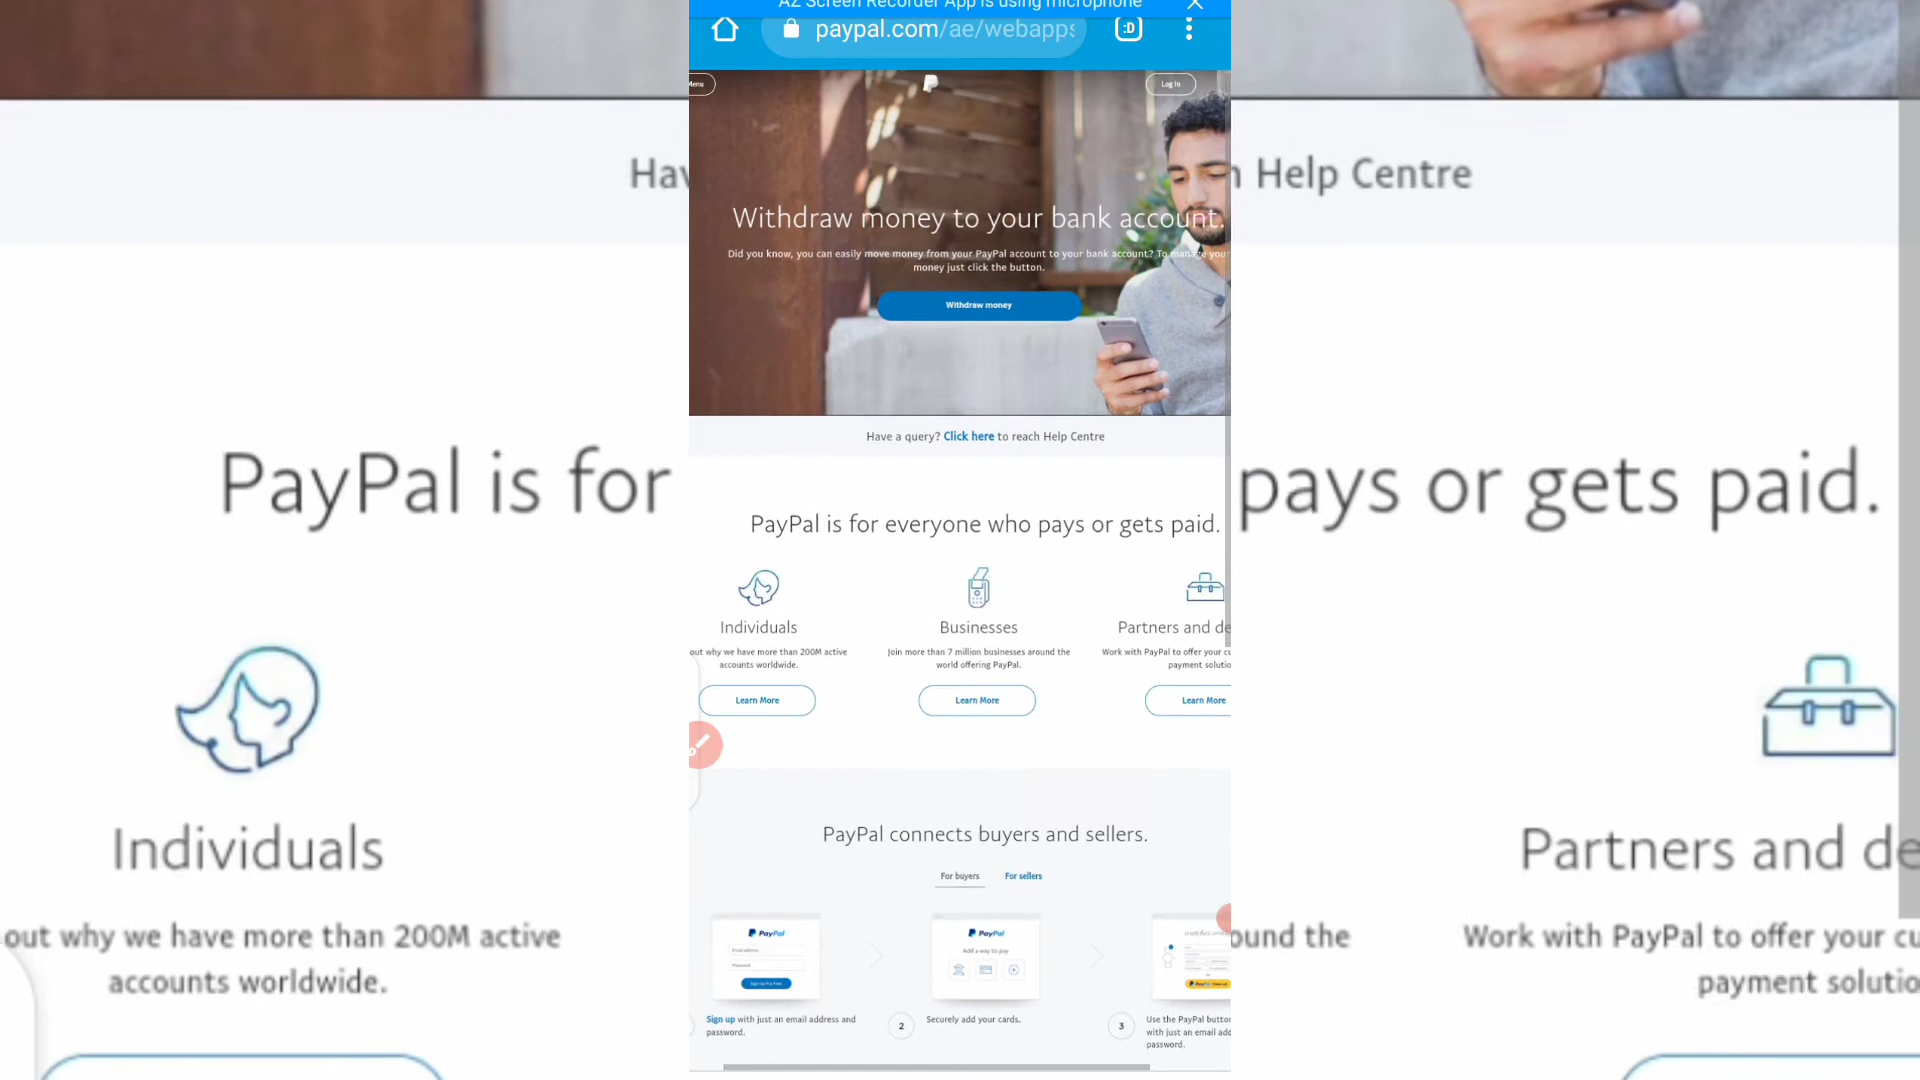 AZ Screen Recorder App is using microphone
paypal.com/ae/webapps
:D
Menu
Log In
Withdraw money to your bank account.
Did you know, you can easily move money from your PayPal account to your bank account? To manage your
money just click the button.
Withdraw money
Have a query? Click here to reach Help Centre
PayPal is for everyone who pays or gets paid.
Individuals
out why we have more than 200M active
accounts worldwide.
Learn More
Businesses
Join more than 7 million businesses around the
world offering PayPal.
Learn More
Partners and de
Work with PayPal to offer your cu
payment solutio
Learn More
PayPal connects buyers and sellers.
For buyers
For sellers
PayPal
Email address
Password
PayPal
Add a way to pay
Sign up with just an email address and
password.
2
Securely add your cards.
3
Use the PayPal button
with just an email add
password.
Hav
Help Centre
PayPal is for
pays or gets paid.
Individuals
out why we have more than 200M active
accounts worldwide.
Partners and de
ound the
Work with PayPal to offer your cu
payment solutio